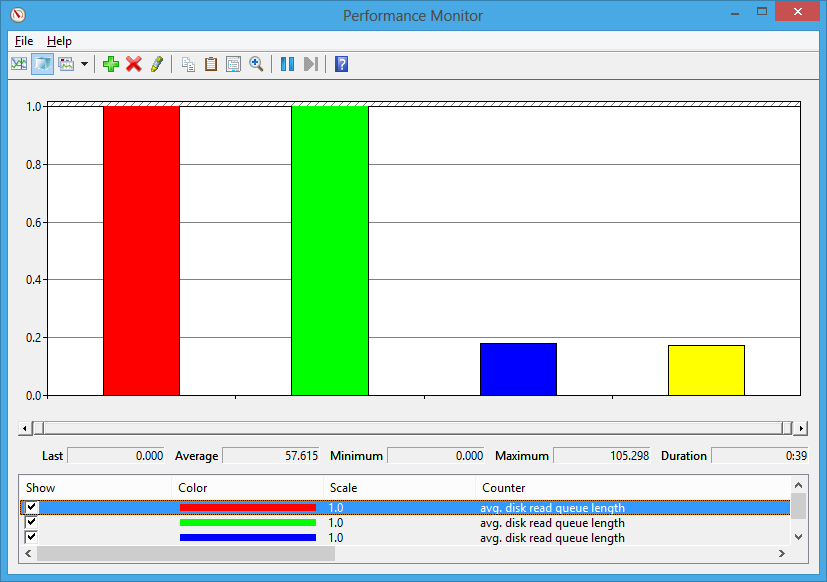 Performance Monitor
File Help
1.0
0.8
0.6
0.4
0.2
0.0
Last 0.000 Average 57.615 Minimum 0.000 Maximum 105.298 Duration 0:39
Show Color Scale Counter
1.0 avg. disk read queue length
1.0 avg. disk read queue length
1.0 avg. disk read queue length